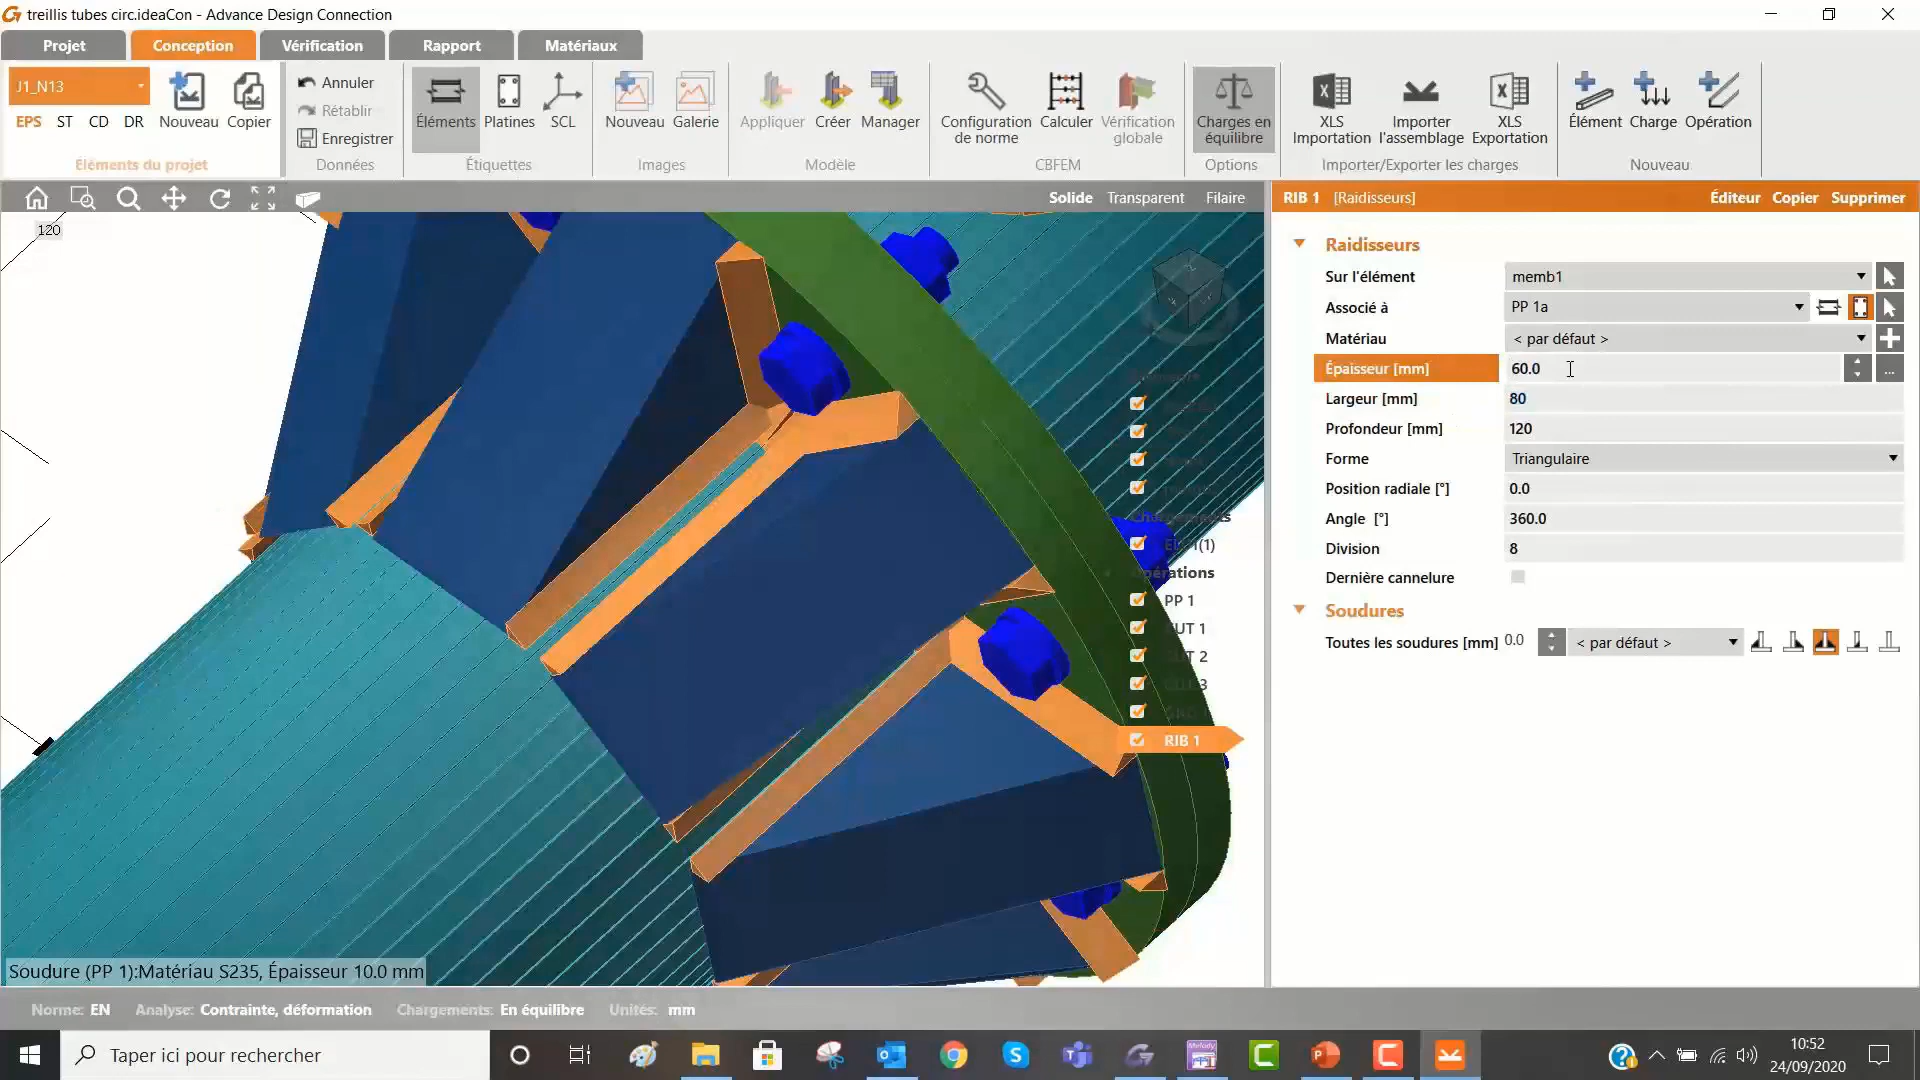 treillis tubes circ.ideaCon - Advance Design Connection
Projet
Conception
Vérification
Rapport
Matériaux
J1_N13
EPS ST CD DR
Nouveau
Copier
Éléments du projet
Annuler
Rétablir
Enregistrer
Données
Éléments
Platines
SCL
Étiquettes
Nouveau
Galerie
Images
Appliquer
Créer
Manager
Modèle
Configuration de norme
Calculer
Vérification globale
CBFEM
Charges en équilibre
Options
XLS Importation
Importer l'assemblage
XLS Exportation
Importer/Exporter les charges
Élément
Charge
Opération
Nouveau
Solide Transparent Filaire
RIB 1 [Raidisseurs]
Éditeur Copier Supprimer
120
Raidisseurs
Sur l'élément memb1
Associé à PP 1a
Matériau < par défaut >
Épaisseur [mm] 60.0 ...
Largeur [mm] 80
Profondeur [mm] 120
Forme Triangulaire
Position radiale [°] 0.0
Angle [°] 360.0
Division 8
Dernière cannelure
Soudures
Toutes les soudures [mm] 0.0 < par défaut >
PP 1
RIB 1
Soudure (PP 1):Matériau S235, Épaisseur 10.0 mm
Norme: EN Analyse: Contrainte, déformation Chargements: En équilibre Unités: mm
Taper ici pour rechercher
10:52
24/09/2020